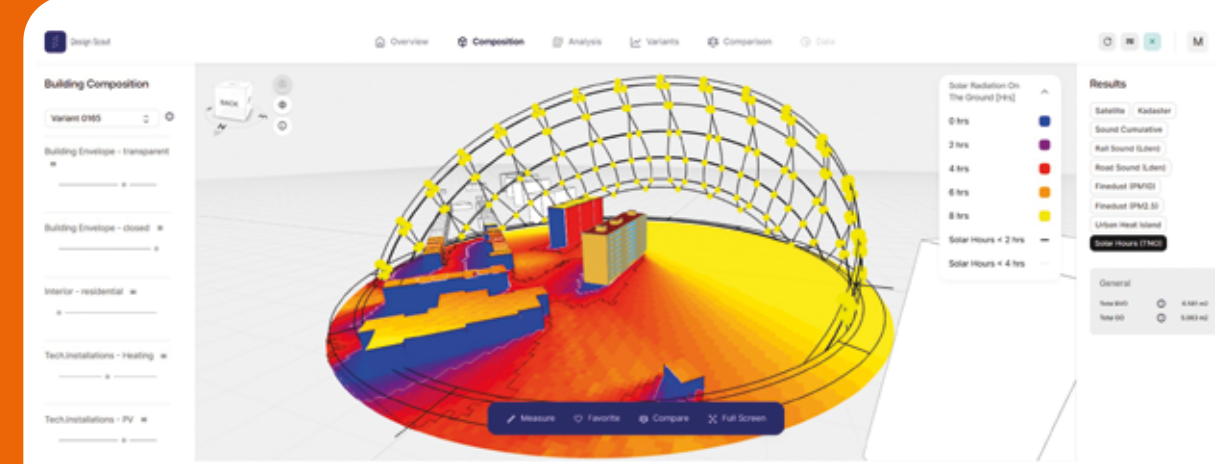 Design Scout
Overview
Composition
Analysis
Variants
Comparison
Data
M
Building Composition
Variant 0165
Building Envelope - transparent
Building Envelope - closed
Interior - residential
Tech.installations - Heating
Tech.installations - PV
BACK
N
Solar Radiation On
The Ground [Hrs]
0 hrs
2 hrs
4 hrs
6 hrs
8 hrs
Solar Hours < 2 hrs
Solar Hours < 4 hrs
Measure
Favorite
Compare
Full Screen
Results
Satellite Kadaster
Sound Cumulative
Rail Sound (Lden)
Road Sound (Lden)
Finedust (PM10)
Finedust (PM2.5)
Urban Heat Island
Solar Hours (TNO)
General
Total BVO
Total GO